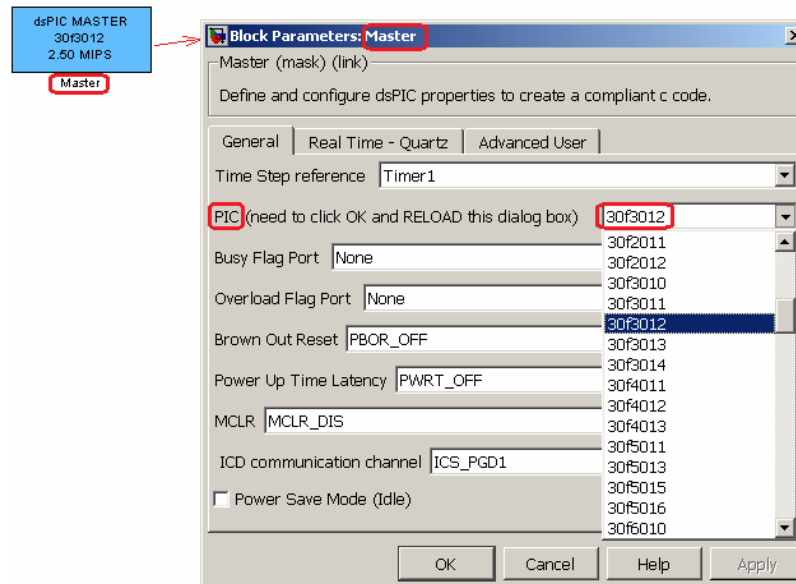 dsPIC MASTER
30f3012
2.50 MIPS
Master
Block Parameters: Master
Master (mask) (link)
Define and configure dsPIC properties to create a compliant c code.
General Real Time - Quartz Advanced User
Time Step reference Timer1
PIC (need to click OK and RELOAD this dialog box) 30f3012
30f2011
30f2012
30f3010
30f3011
30f3012
30f3013
30f3014
30f4011
30f4012
30f4013
30f5011
30f5013
30f5015
30f5016
30f6010
Busy Flag Port None
Overload Flag Port None
Brown Out Reset PBOR_OFF
Power Up Time Latency PWRT_OFF
MCLR MCLR_DIS
ICD communication channel ICS_PGD1
Power Save Mode (Idle)
OK Cancel Help Apply